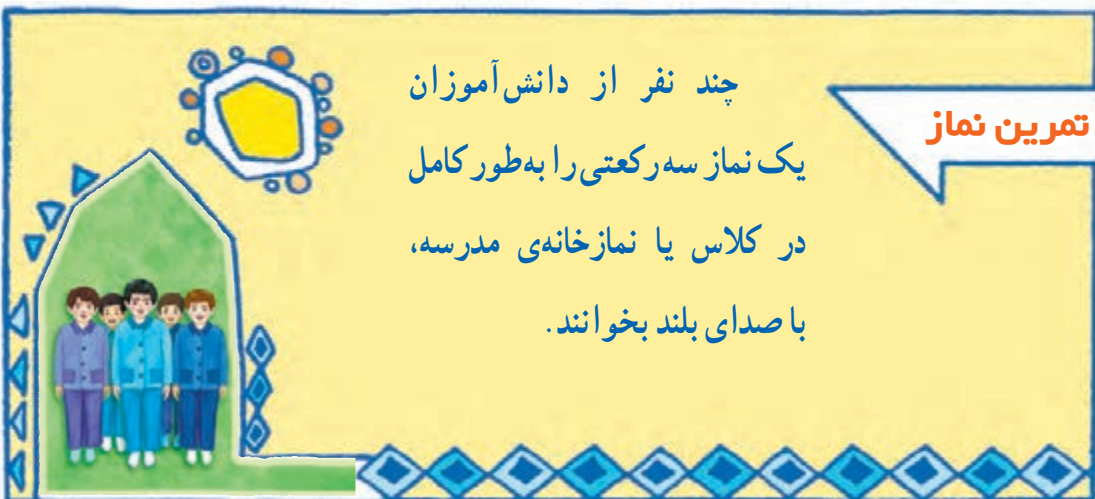 تمرین نماز
چند نفر از دانش‌آموزان
یک نماز سه‌رکعتی را به‌طور کامل
در کلاس یا نمازخانه‌ی مدرسه،
با صدای بلند بخوانند.